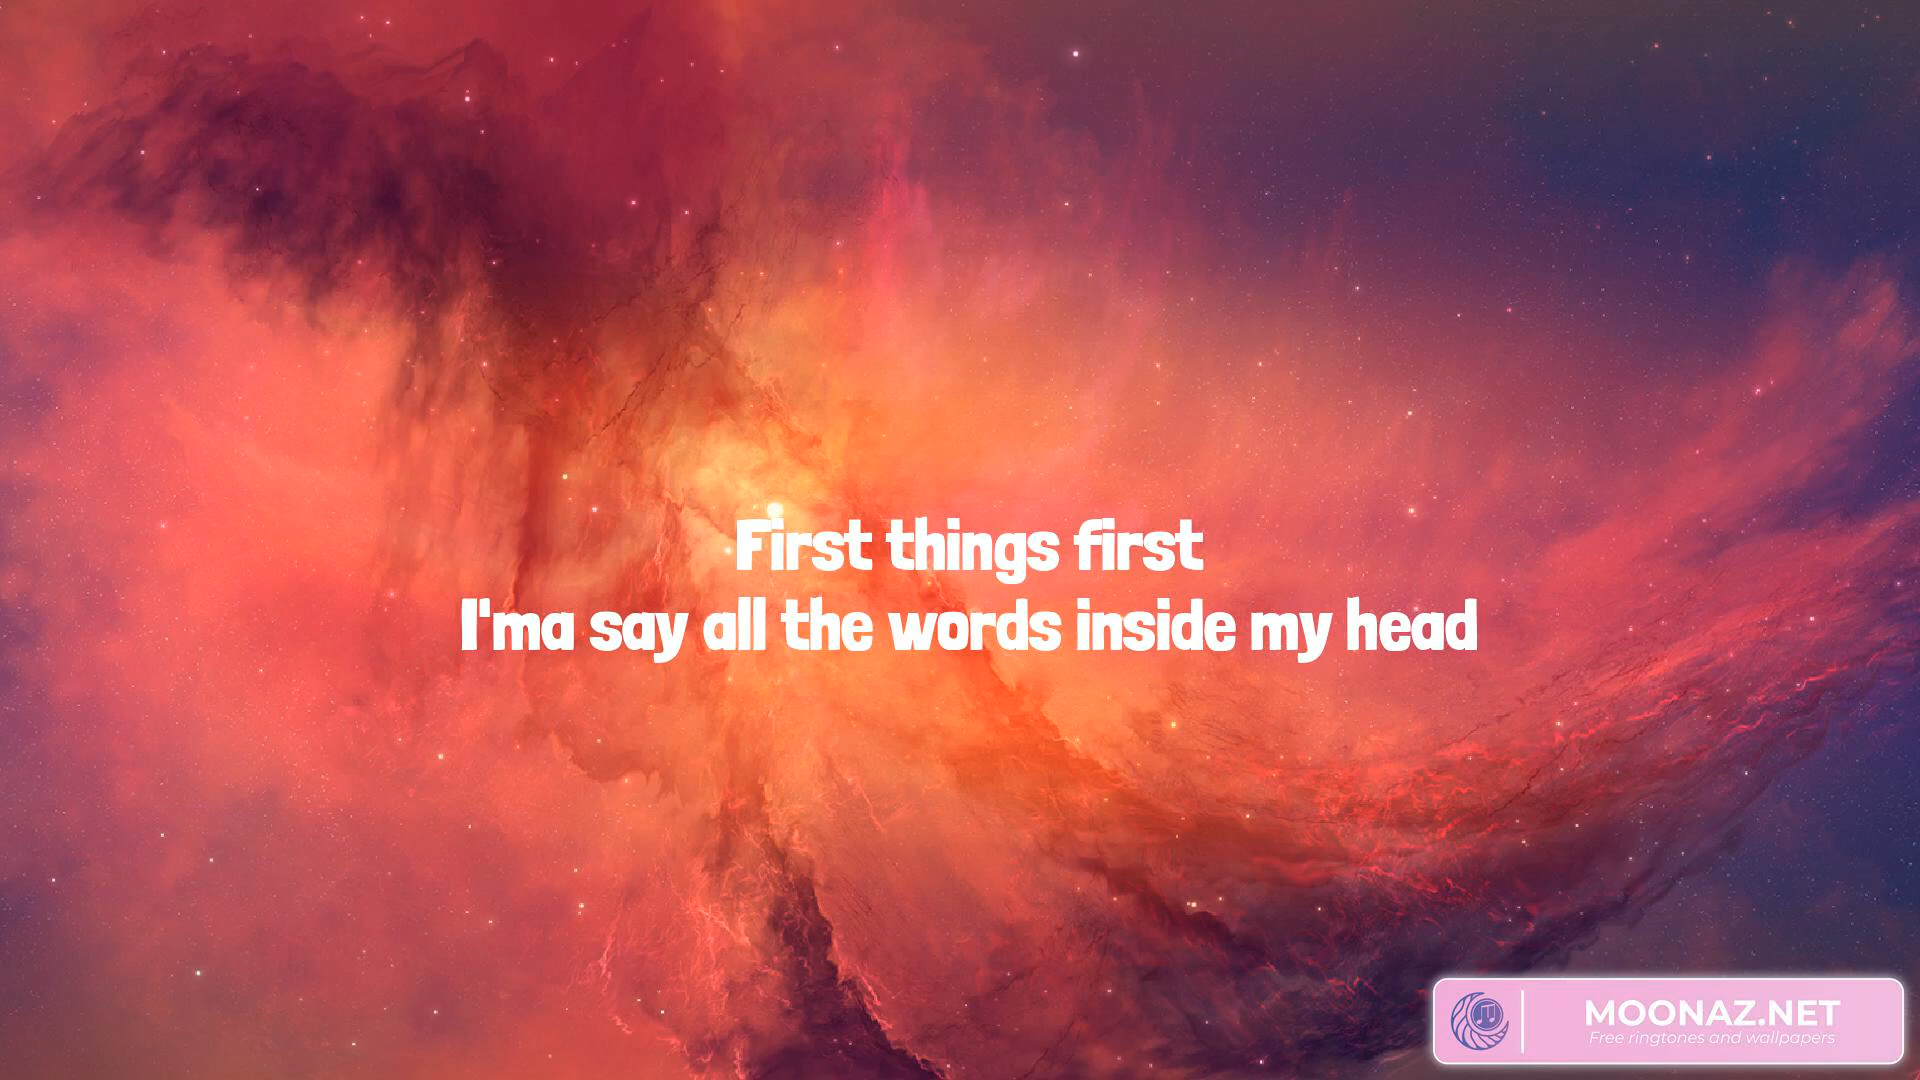 First things first
I'ma say all the words inside my head
MOONAZ.NET
Free ringtones and wallpapers